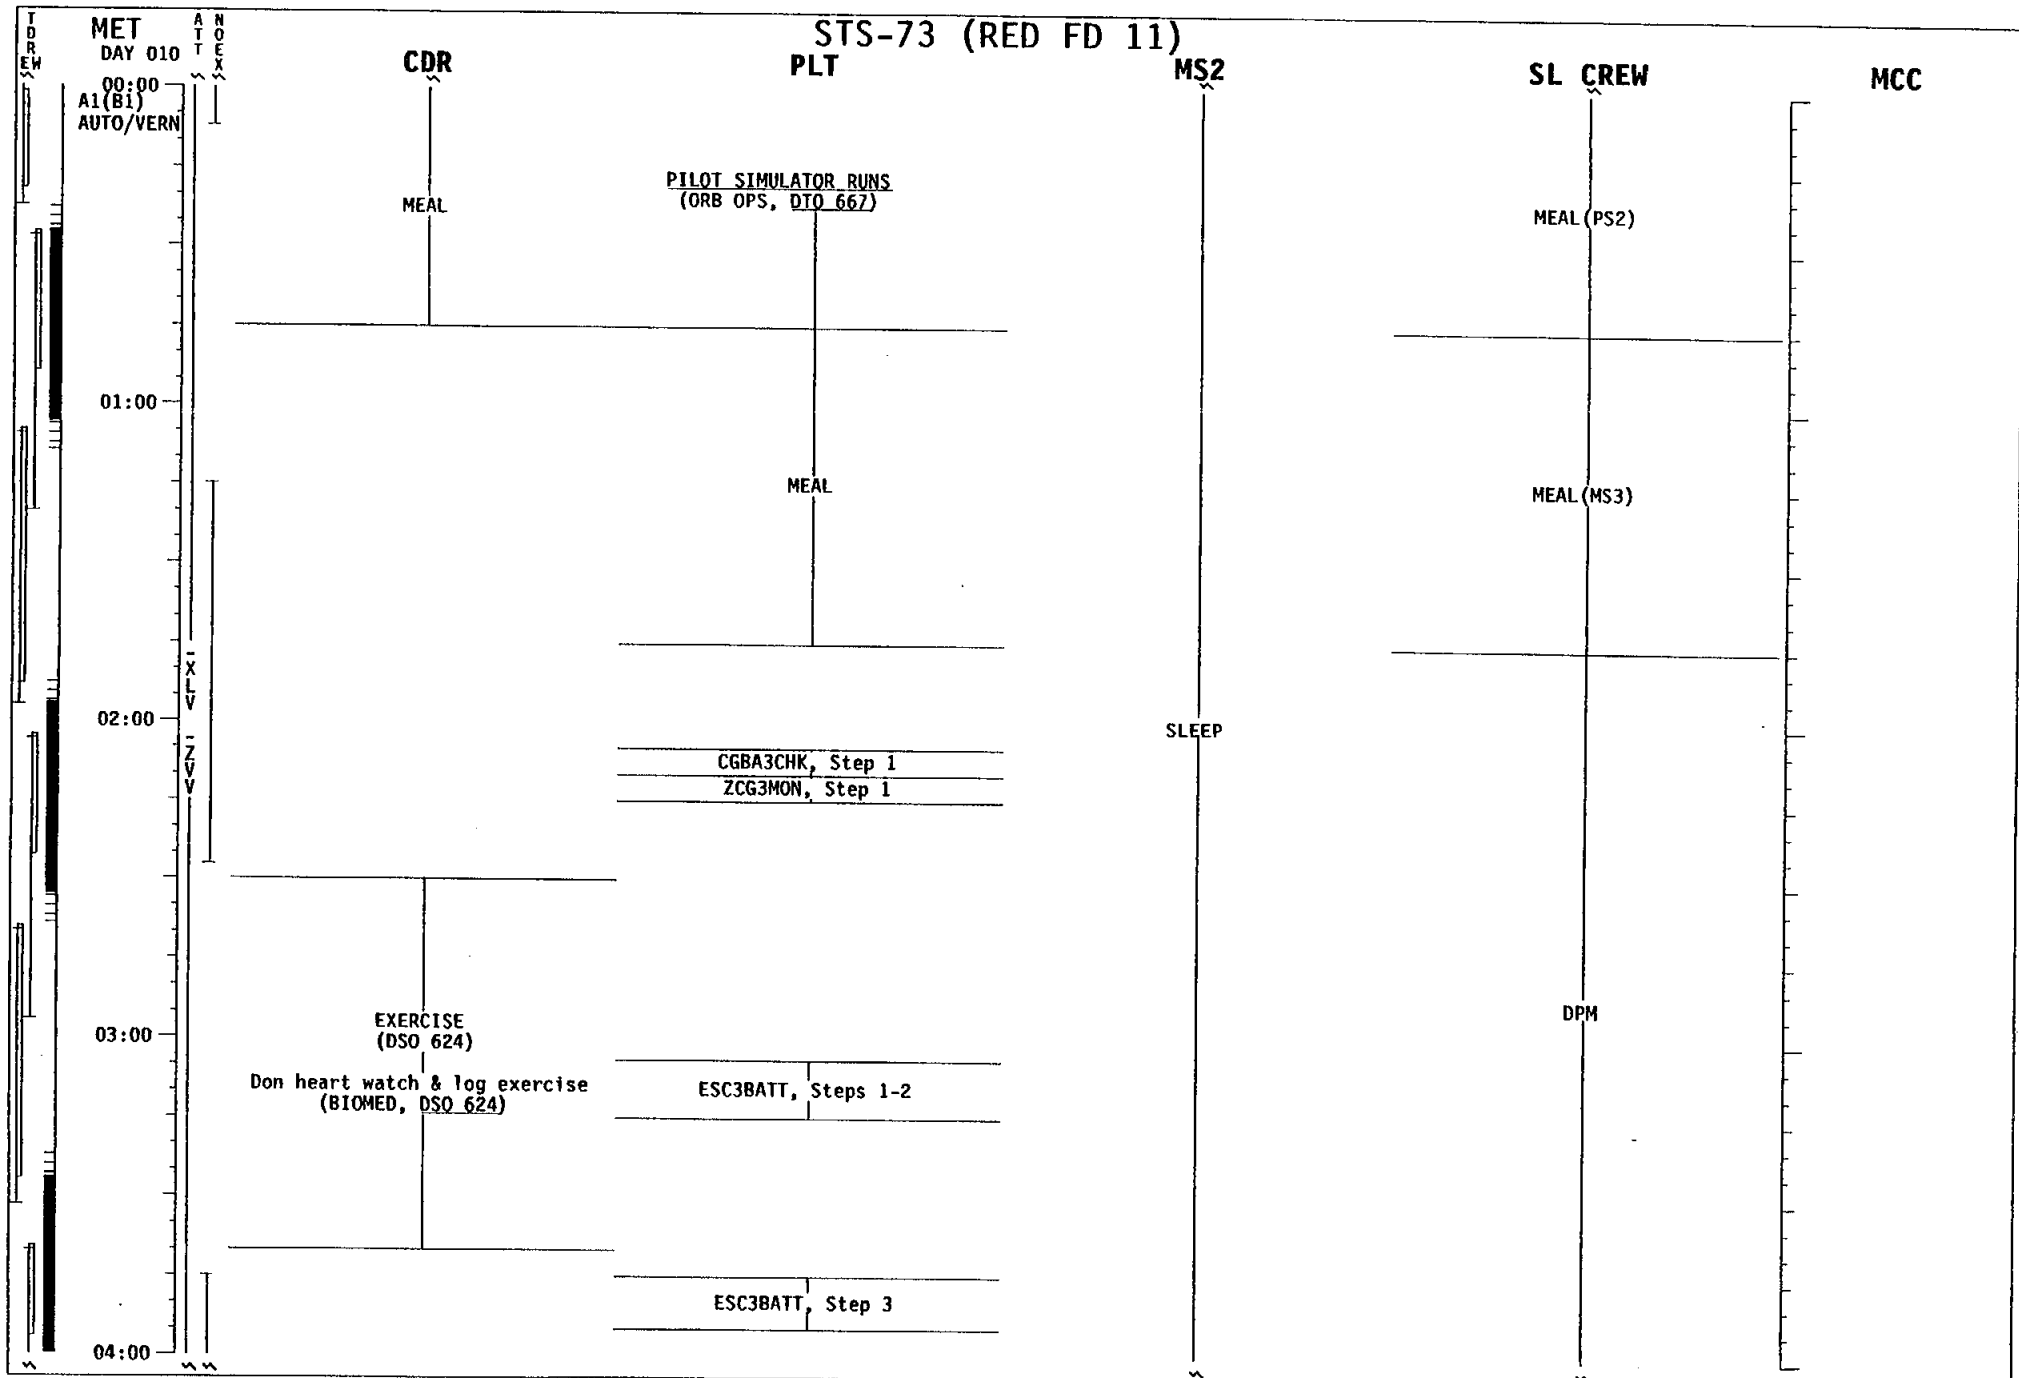 STS-73 (RED FD 11)
TDRE W
MET
DAY 010
ATT
NOEX
CDR
PLT
MS2
SL CREW
MCC
00:00
A1(B1)
AUTO/VERN
PILOT SIMULATOR RUNS
(ORB OPS, DTO 667)
MEAL
MEAL(PS2)
01:00
MEAL
MEAL(MS3)
-XLV
-ZVV
02:00
SLEEP
CGBA3CHK, Step 1
ZCG3MON, Step 1
DPM
EXERCISE
(DSO 624)
03:00
Don heart watch & log exercise
(BIOMED, DSO 624)
ESC3BATT, Steps 1-2
ESC3BATT, Step 3
04:00